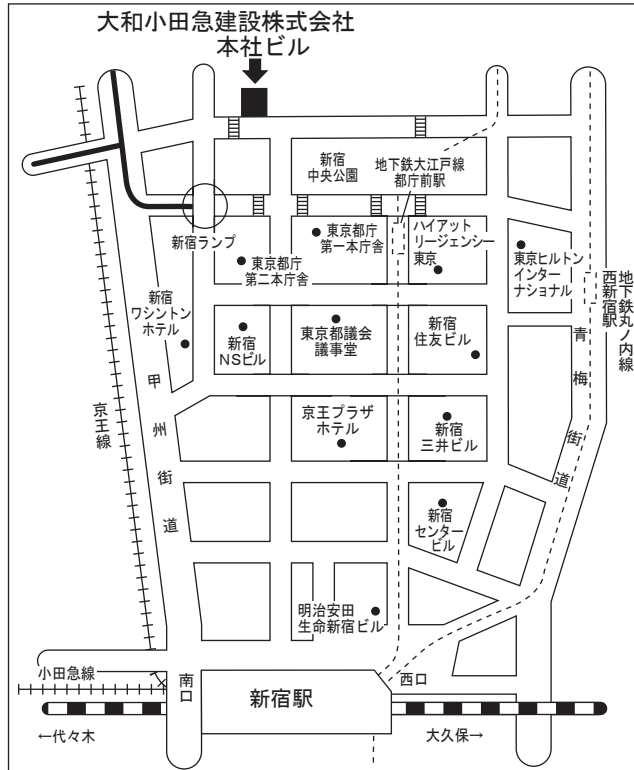 大和小田急建設株式会社
本社ビル
新宿
中央公園
地下鉄大江戸線
都庁前駅
新宿ランプ
東京都庁
第二本庁舎
東京都庁
第一本庁舎
ハイアット
リージェンシー
東京
東京ヒルトン
インター
ナショナル
地下鉄丸ノ内線
西新宿駅
新宿
ワシントン
ホテル
新宿
NSビル
東京都議会
議事堂
新宿
住友ビル
青梅街道
京王線
甲州街道
京王プラザ
ホテル
新宿
三井ビル
新宿
センター
ビル
明治安田
生命新宿ビル
小田急線
南口
新宿駅
西口
←代々木
大久保→